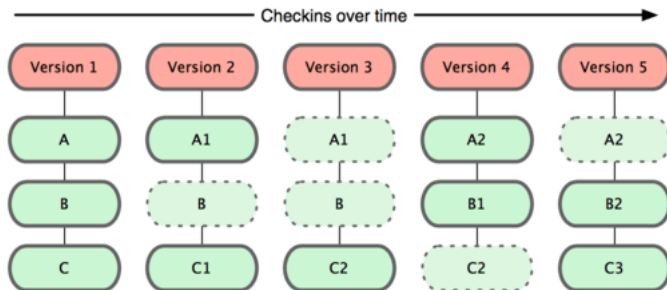 Checkins over time
Version 1 Version 2 Version 3 Version 4 Version 5
A A1 A1 A2 A2
B B B B1 B2
C C1 C2 C2 C3